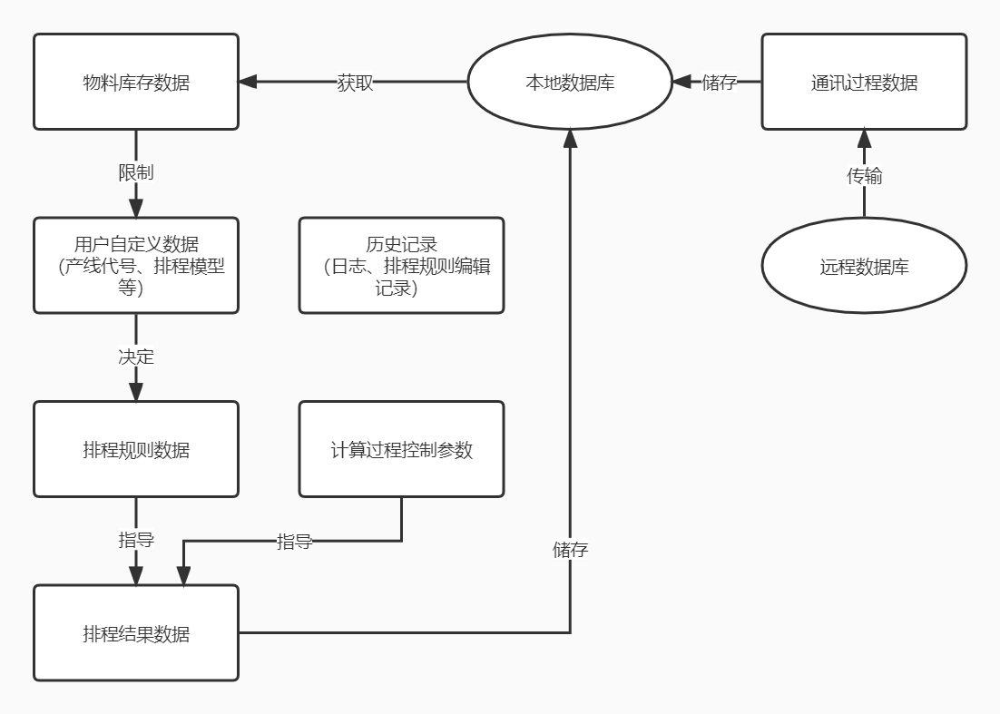 物料库存数据
获取
本地数据库
储存
通讯过程数据
限制
传输
用户自定义数据
（产线代号、排程模型
等）
历史记录
（日志、排程规则编辑
记录）
远程数据库
决定
排程规则数据
计算过程控制参数
指导
指导
储存
排程结果数据